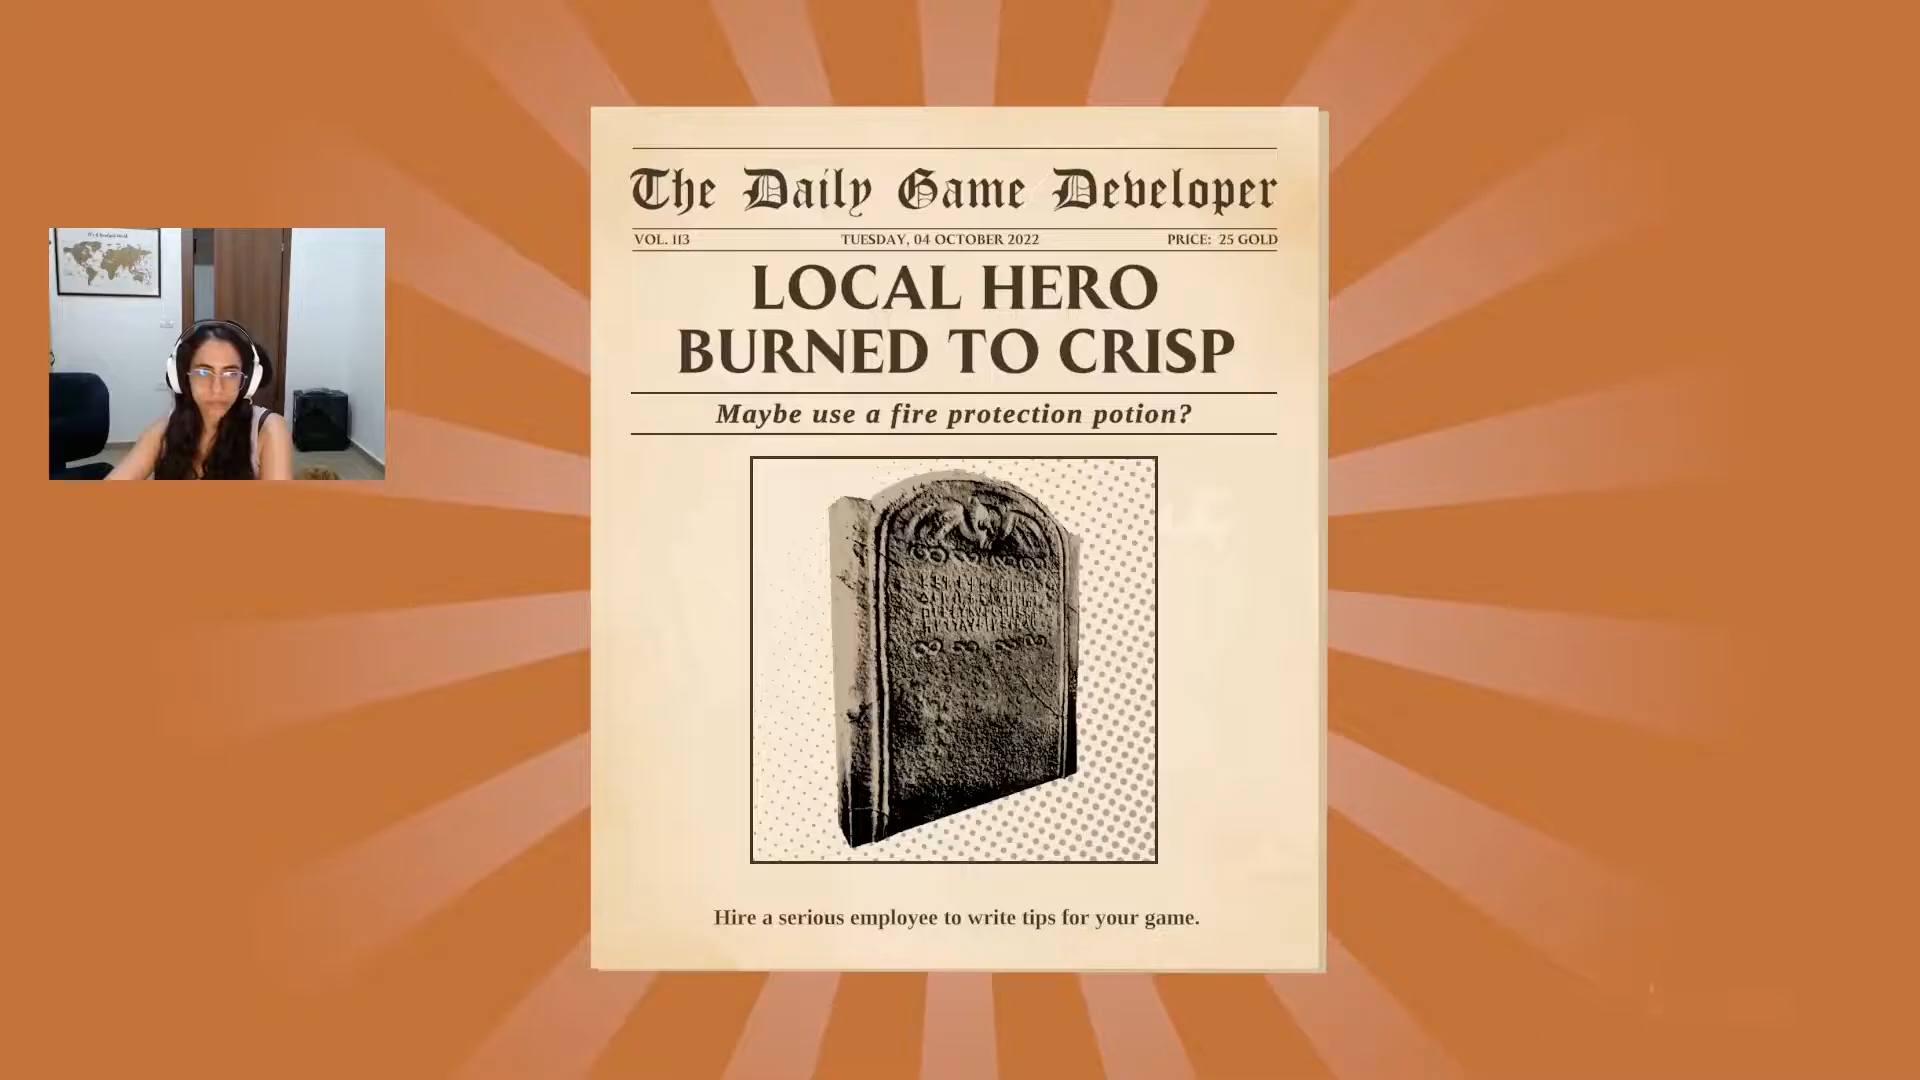 The Daily Game Developer
VOL. 113
TUESDAY, 04 OCTOBER 2022
PRICE: 25 GOLD
LOCAL HERO
BURNED TO CRISP
Maybe use a fire protection potion?
Hire a serious employee to write tips for your game.